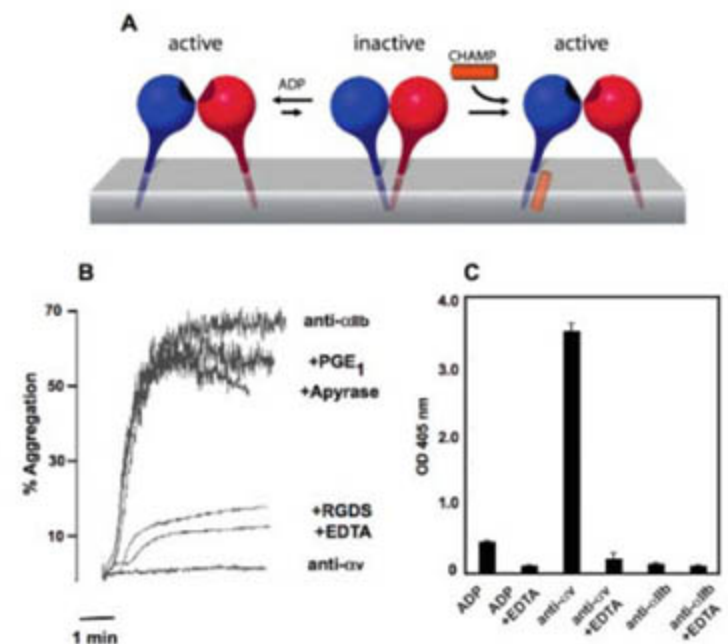 A
active
inactive
active
ADP
CHAMP
B
C
70
50
30
10
% Aggregation
anti-αIIb
+PGE1
+Apyrase
+RGDS
+EDTA
anti-αv
1 min
4.0
3.0
2.0
1.0
0
OD 405 nm
ADP
ADP
+EDTA
anti-αv
anti-αv
+EDTA
anti-αIIb
anti-αIIb
+EDTA